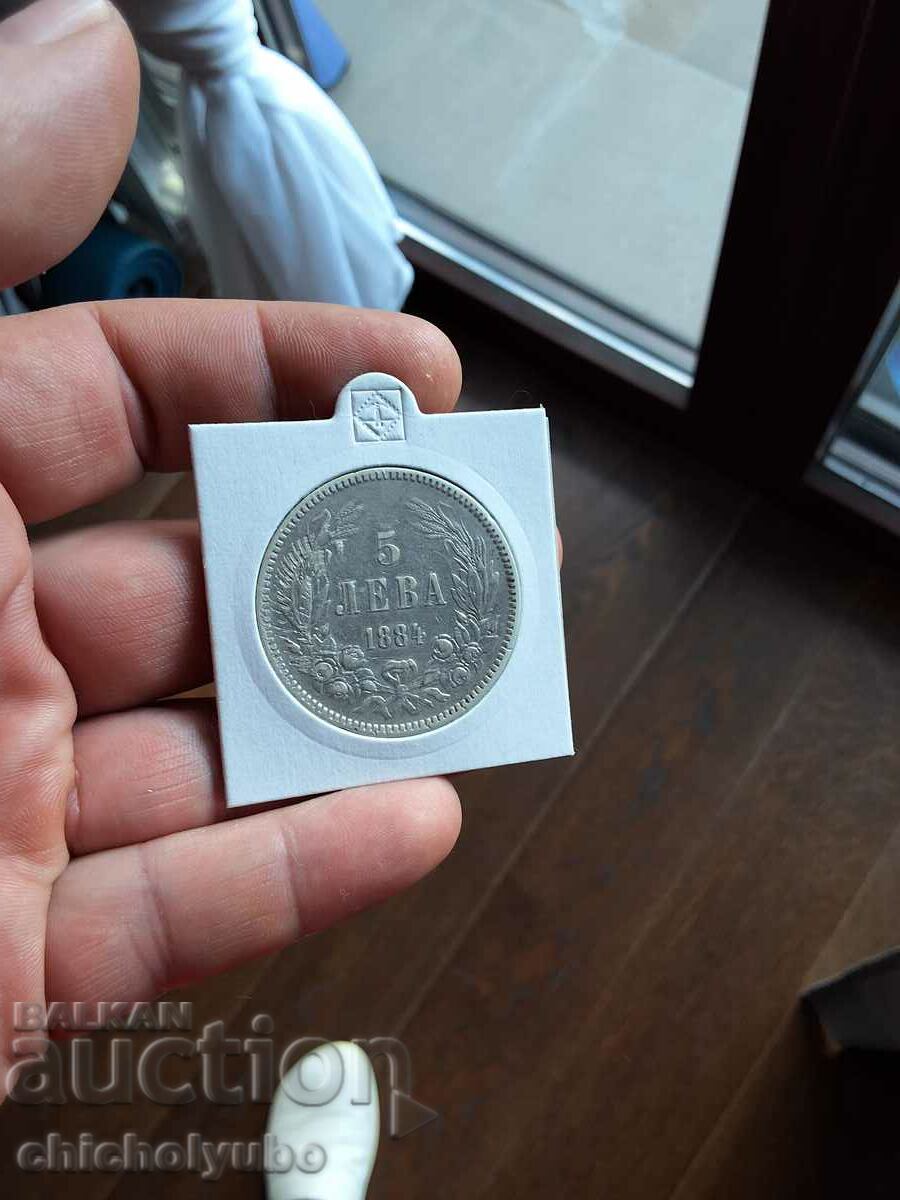 5
ЛЕВА
1884
BALKAN
auction
chicholyubo